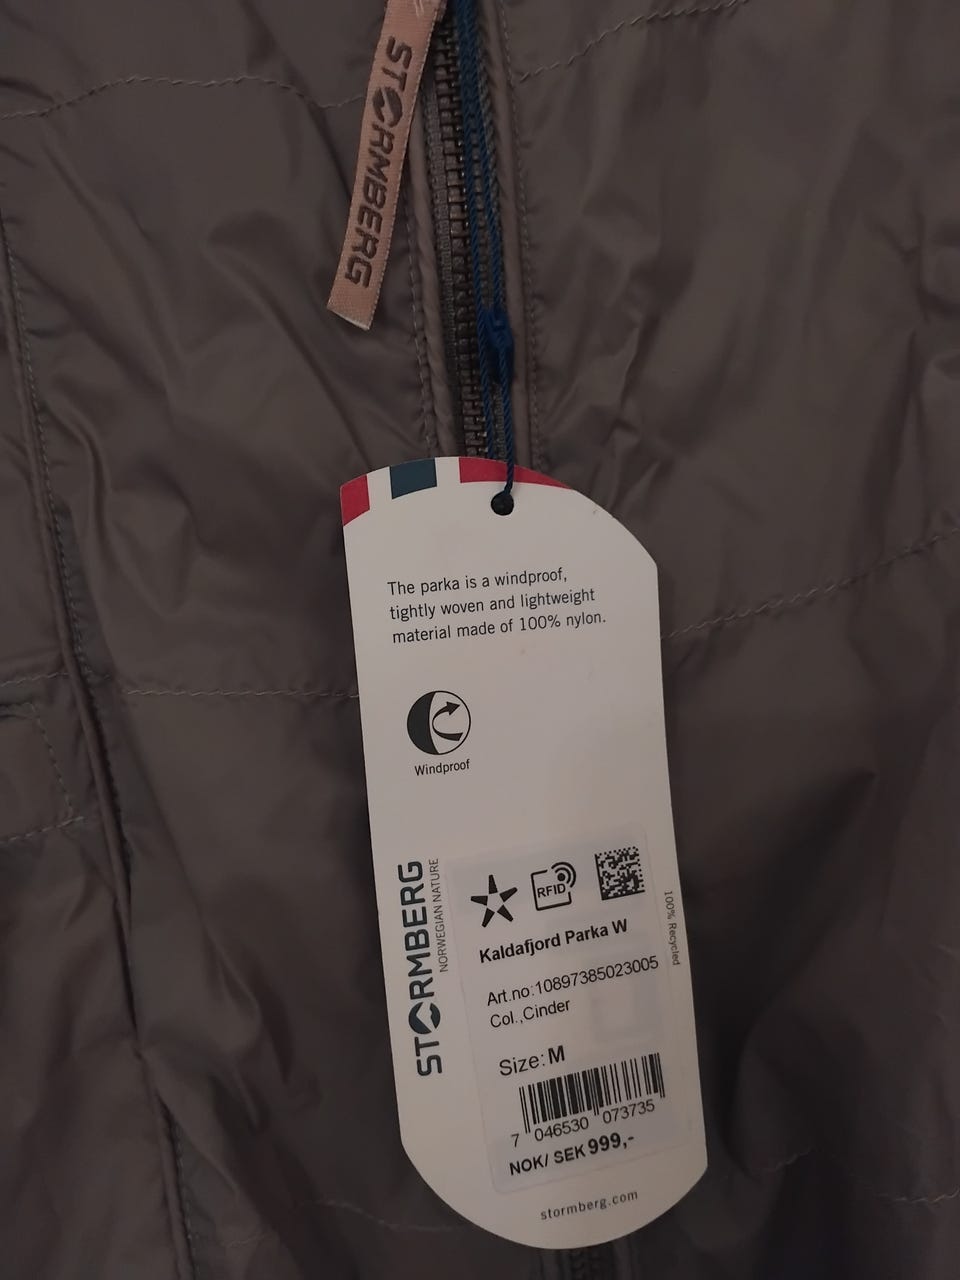 STORMBERG
The parka is a windproof,
tightly woven and lightweight
material made of 100% nylon.
Windproof
STORMBERG
NORWEGIAN NATURE
RFID
Kaldafjord Parka W
100% Recycled
Art.no:10897385023005
Col.,Cinder
Size: M
7 046530 073735
NOK/ SEK 999,-
stormberg.com